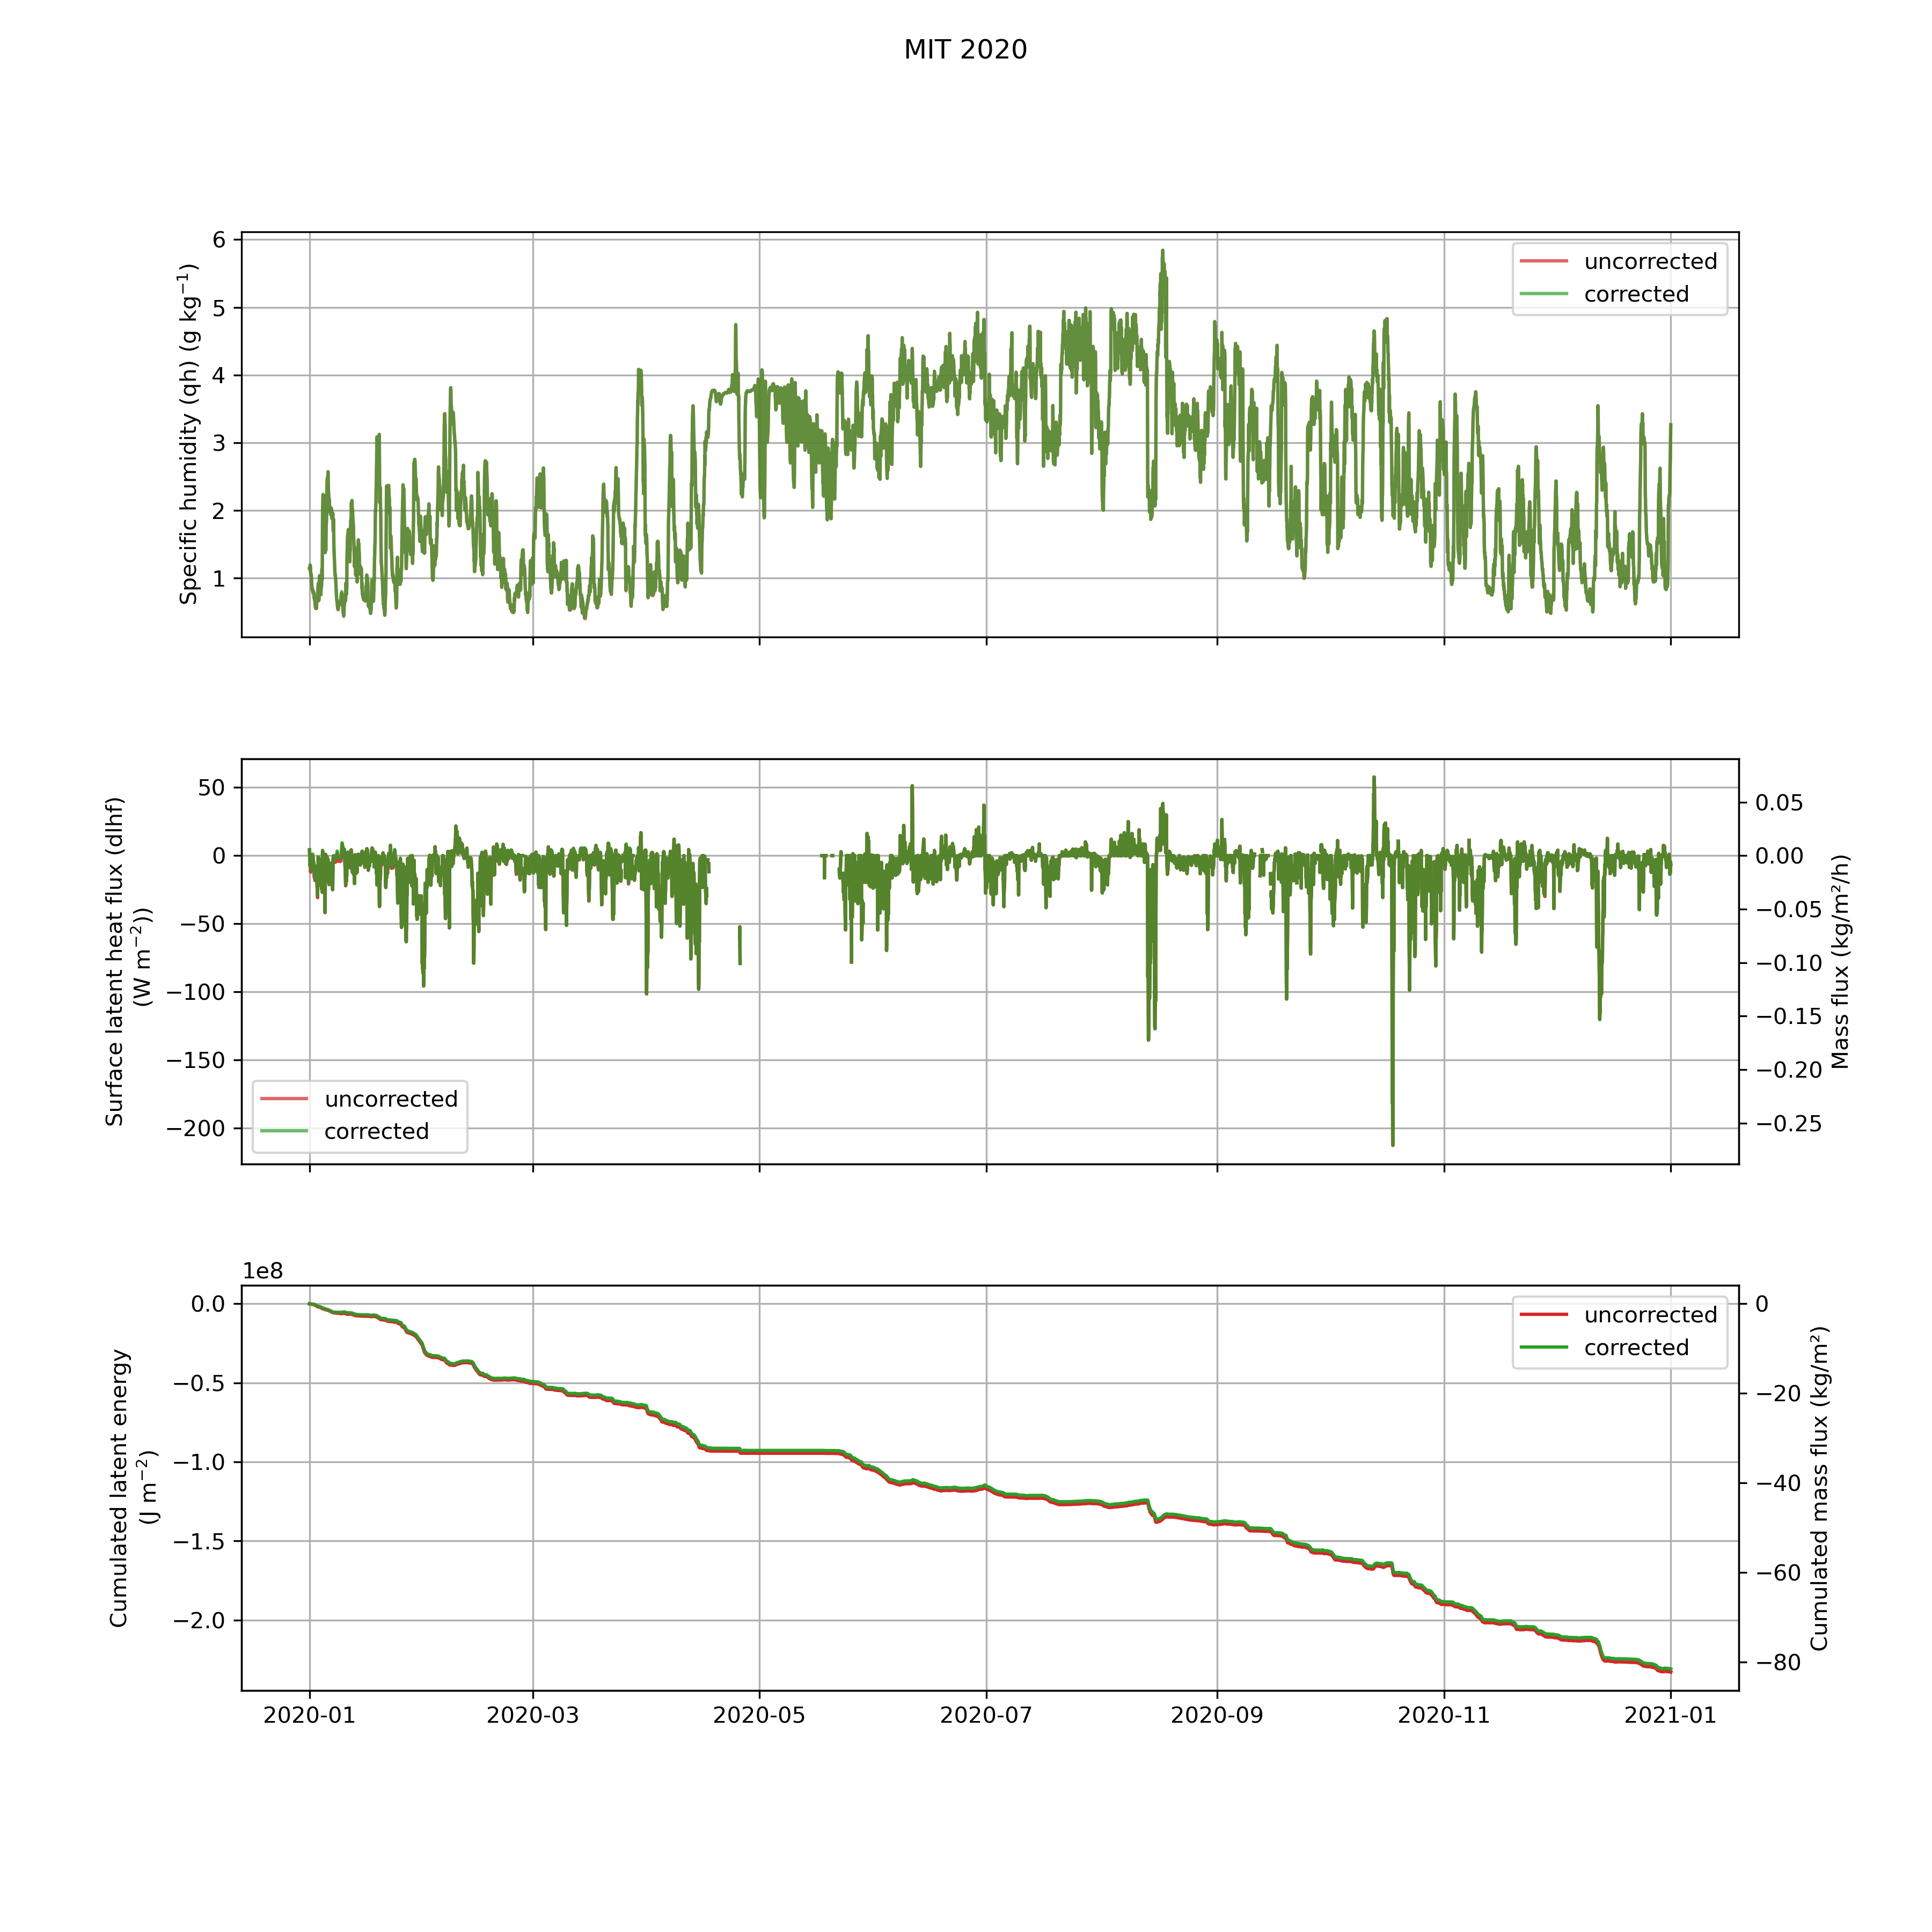 MIT 2020
Specific humidity (qh) (g kg⁻¹)
6
5
4
3
2
1
uncorrected
corrected
Surface latent heat flux (dlhf)
(W m⁻²))
50
0
−50
−100
−150
−200
uncorrected
corrected
0.05
0.00
−0.05
−0.10
−0.15
−0.20
−0.25
Mass flux (kg/m²/h)
1e8
Cumulated latent energy
(J m⁻²)
0.0
−0.5
−1.0
−1.5
−2.0
uncorrected
corrected
0
−20
−40
−60
−80
Cumulated mass flux (kg/m²)
2020-01 2020-03 2020-05 2020-07 2020-09 2020-11 2021-01